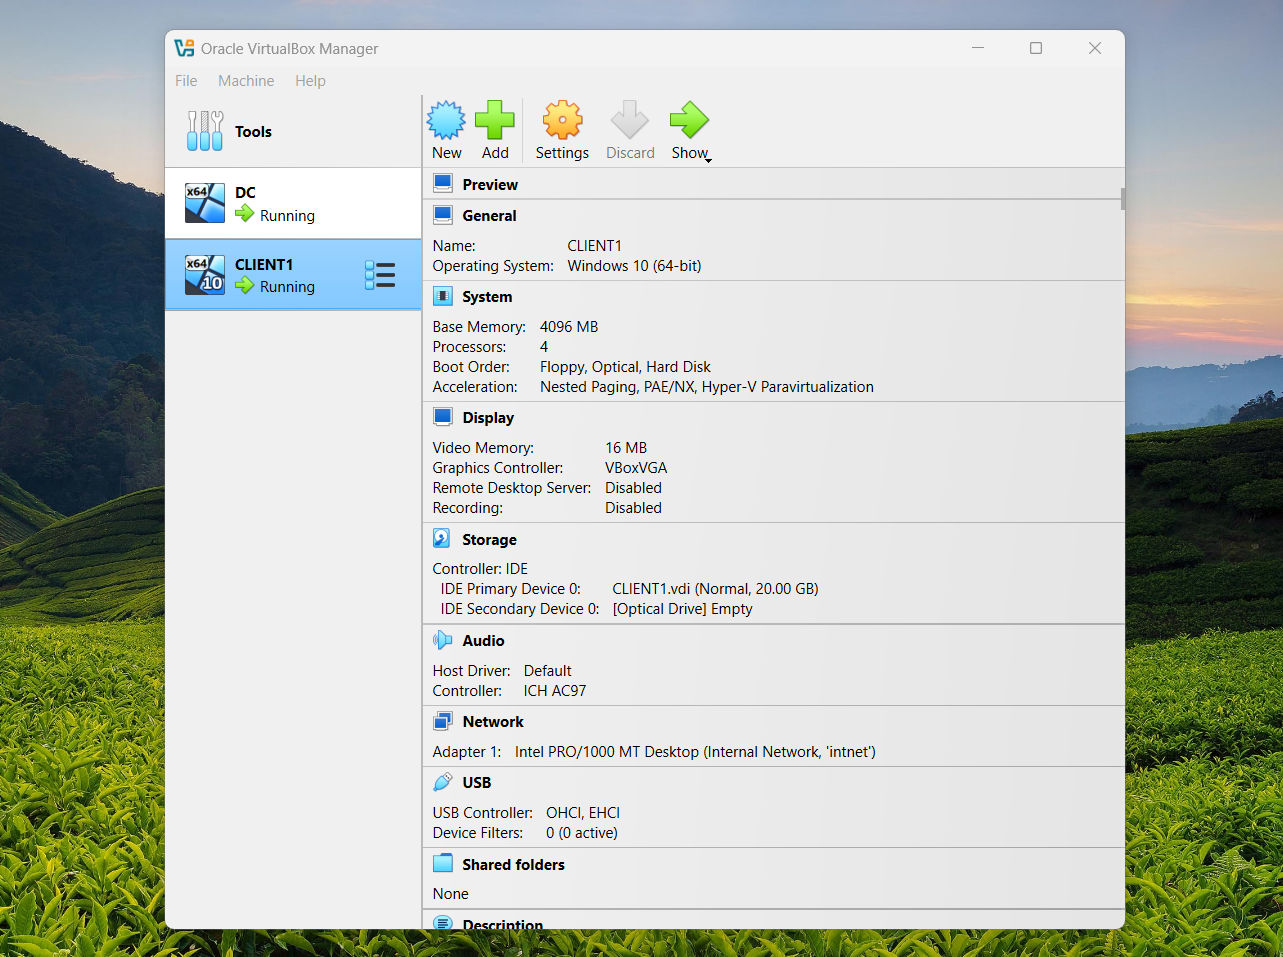 Oracle VirtualBox Manager
File Machine Help
Tools
New Add Settings Discard Show
x64 DC
Running
x64 10 CLIENT1
Running
Preview
General
Name: CLIENT1
Operating System: Windows 10 (64-bit)
System
Base Memory: 4096 MB
Processors: 4
Boot Order: Floppy, Optical, Hard Disk
Acceleration: Nested Paging, PAE/NX, Hyper-V Paravirtualization
Display
Video Memory: 16 MB
Graphics Controller: VBoxVGA
Remote Desktop Server: Disabled
Recording: Disabled
Storage
Controller: IDE
IDE Primary Device 0: CLIENT1.vdi (Normal, 20.00 GB)
IDE Secondary Device 0: [Optical Drive] Empty
Audio
Host Driver: Default
Controller: ICH AC97
Network
Adapter 1: Intel PRO/1000 MT Desktop (Internal Network, 'intnet')
USB
USB Controller: OHCI, EHCI
Device Filters: 0 (0 active)
Shared folders
None
Description